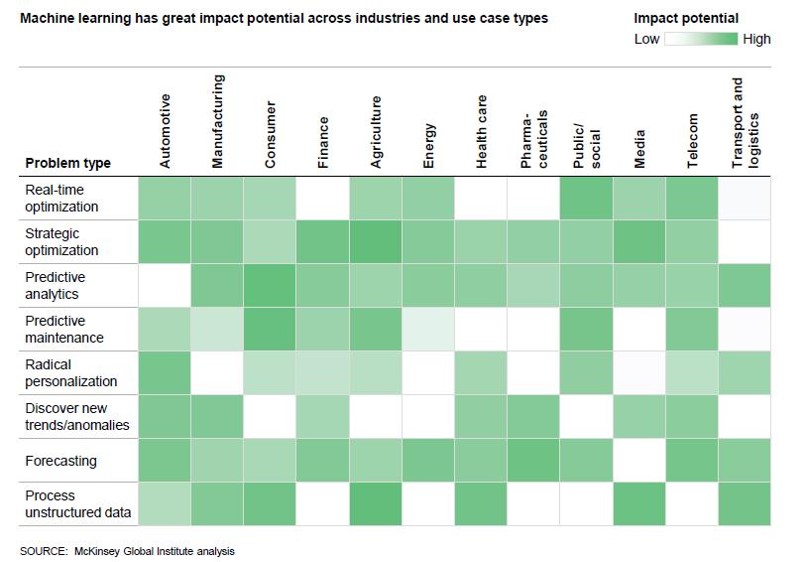 Machine learning has great impact potential across industries and use case types
Impact potential
Low High
Problem type
Automotive
Manufacturing
Consumer
Finance
Agriculture
Energy
Health care
Pharma-
ceuticals
Public/
social
Media
Telecom
Transport and
logistics
Real-time
optimization
Strategic
optimization
Predictive
analytics
Predictive
maintenance
Radical
personalization
Discover new
trends/anomalies
Forecasting
Process
unstructured data
SOURCE: McKinsey Global Institute analysis